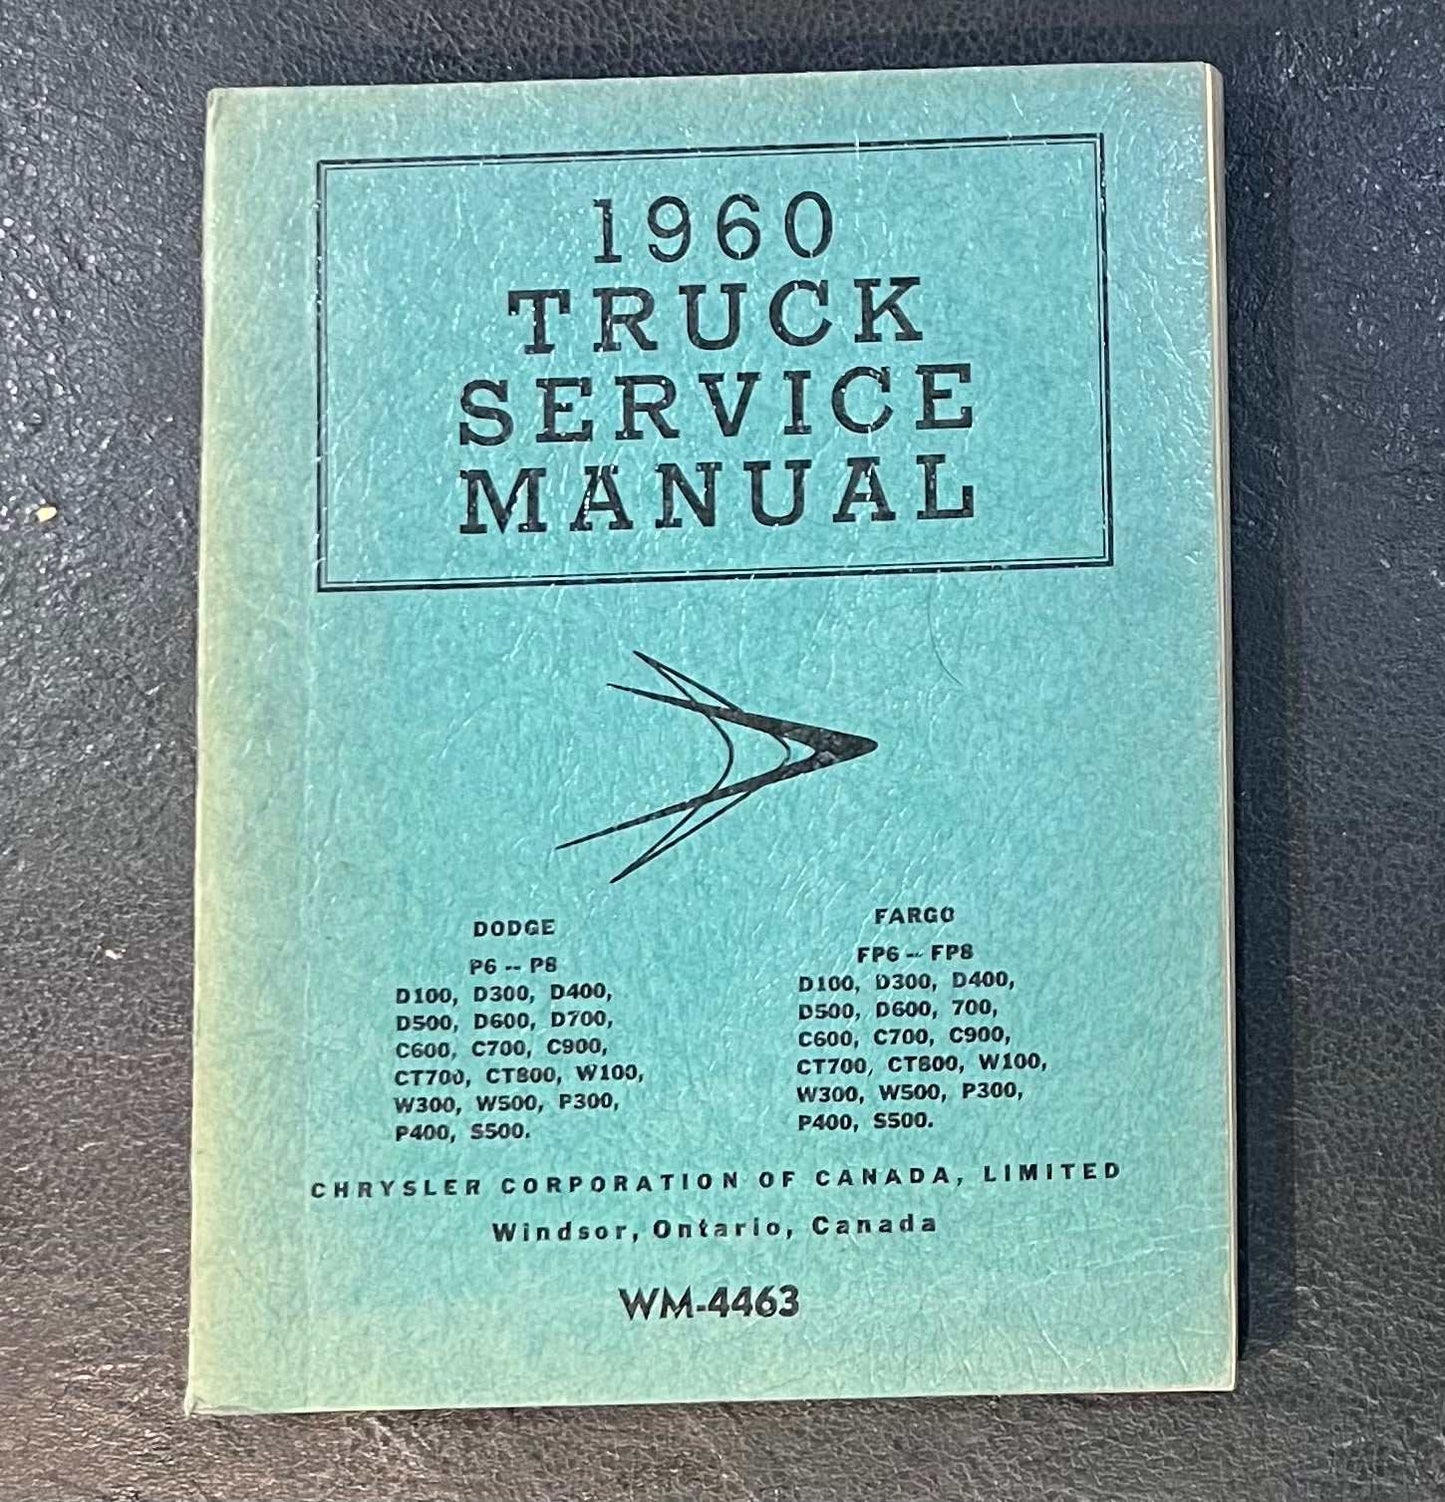 1960
TRUCK
SERVICE
MANUAL
DODGE
P6 -- P8
D100, D300, D400,
D500, D600, D700,
C600, C700, C900,
CT700, CT800, W100,
W300, W500, P300,
P400, S500.
FARGO
FP6 -- FP8
D100, D300, D400,
D500, D600, 700,
C600, C700, C900,
CT700, CT800, W100,
W300, W500, P300,
P400, S500.
CHRYSLER CORPORATION OF CANADA, LIMITED
Windsor, Ontario, Canada
WM-4463